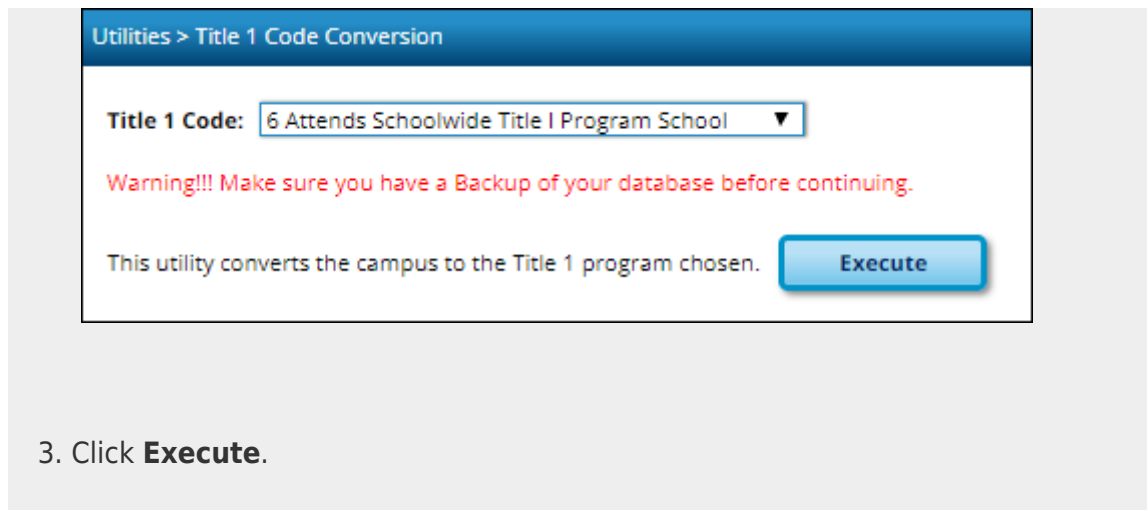 Utilities > Title 1 Code Conversion
Title 1 Code: 6 Attends Schoolwide Title I Program School ▼
Warning!!! Make sure you have a Backup of your database before continuing.
This utility converts the campus to the Title 1 program chosen. Execute
3. Click Execute.